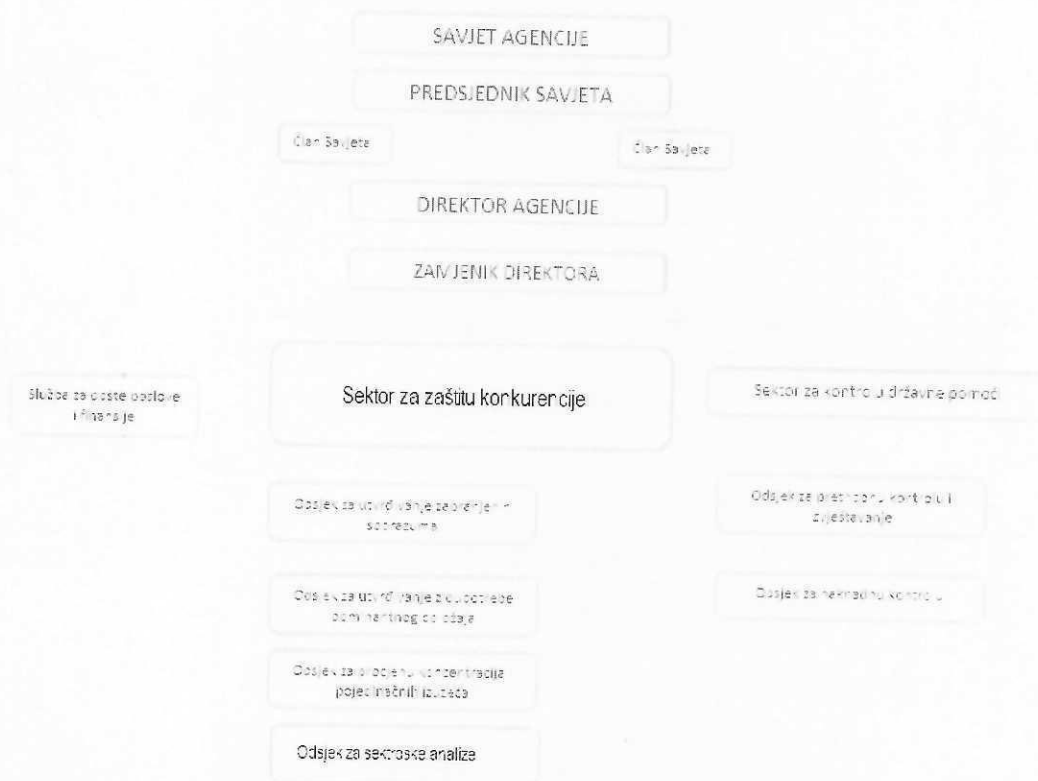 SAVJET AGENCIJE
PREDSJEDNIK SAVJETA
Član Savjeta
Član Savjeta
DIREKTOR AGENCIJE
ZAMJENIK DIREKTORA
Služba za opšte poslove
i finansije
Sektor za zaštitu konkurencije
Sektor za kontrolu državne pomoći
Odsjek za utvrđivanje zabranjenih
sporazuma
Odsjek za prethodnu kontrolu i
izvještavanje
Odsjek za utvrđivanje zloupotrebe
dominantnog položaja
Odsjek za naknadnu kontrolu
Odsjek za procjenu koncentracija
pojedinačnih izuzeća
Odsjek za sektroske analize